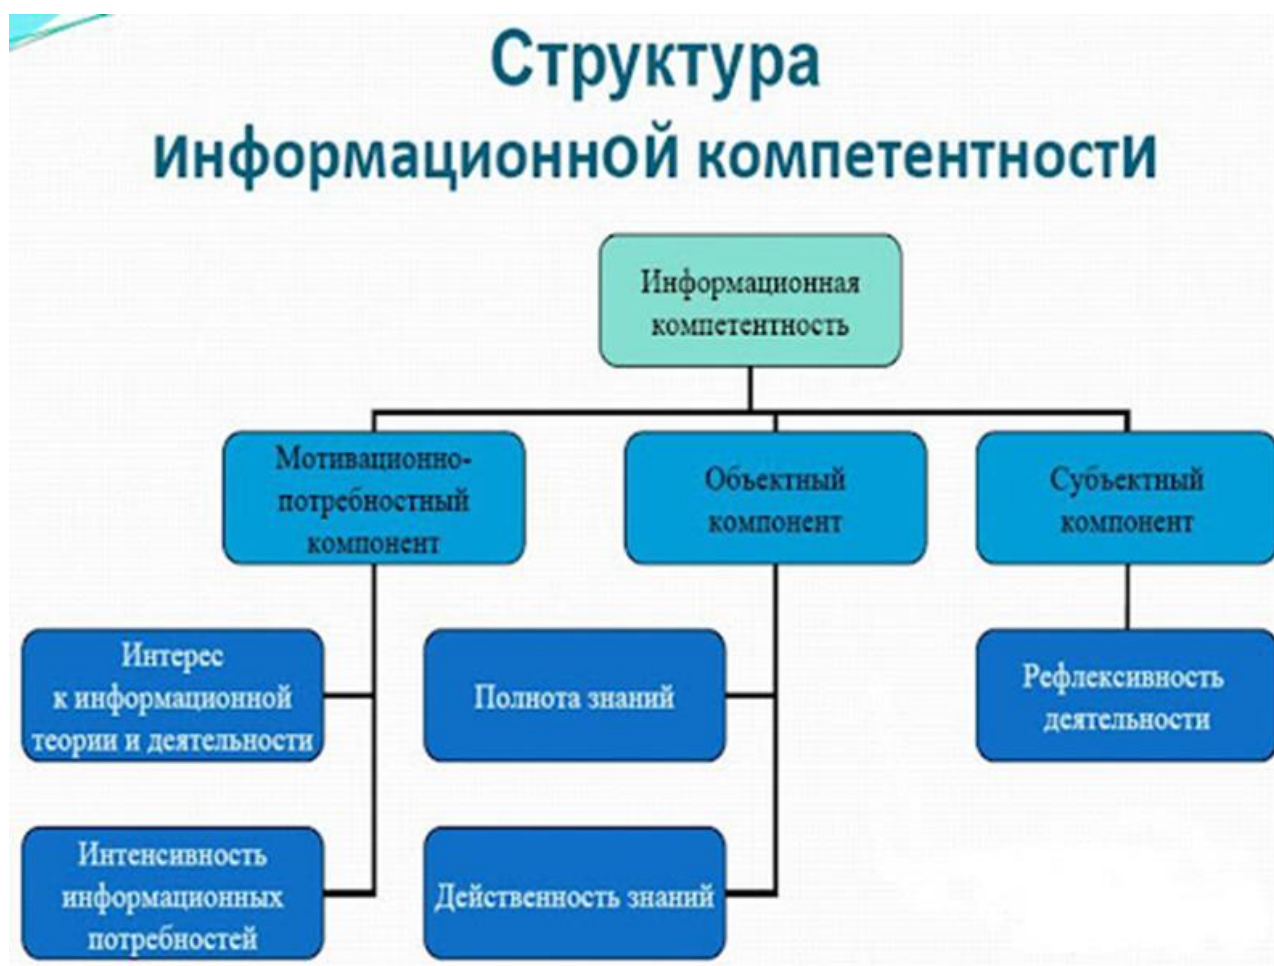 Структура
информационной компетентности
Информационная
компетентность
Мотивационно-
потребностный
компонент
Объектный
компонент
Субъектный
компонент
Интерес
к информационной
теории и деятельности
Полнота знаний
Рефлексивность
деятельности
Интенсивность
информационных
потребностей
Действенность знаний